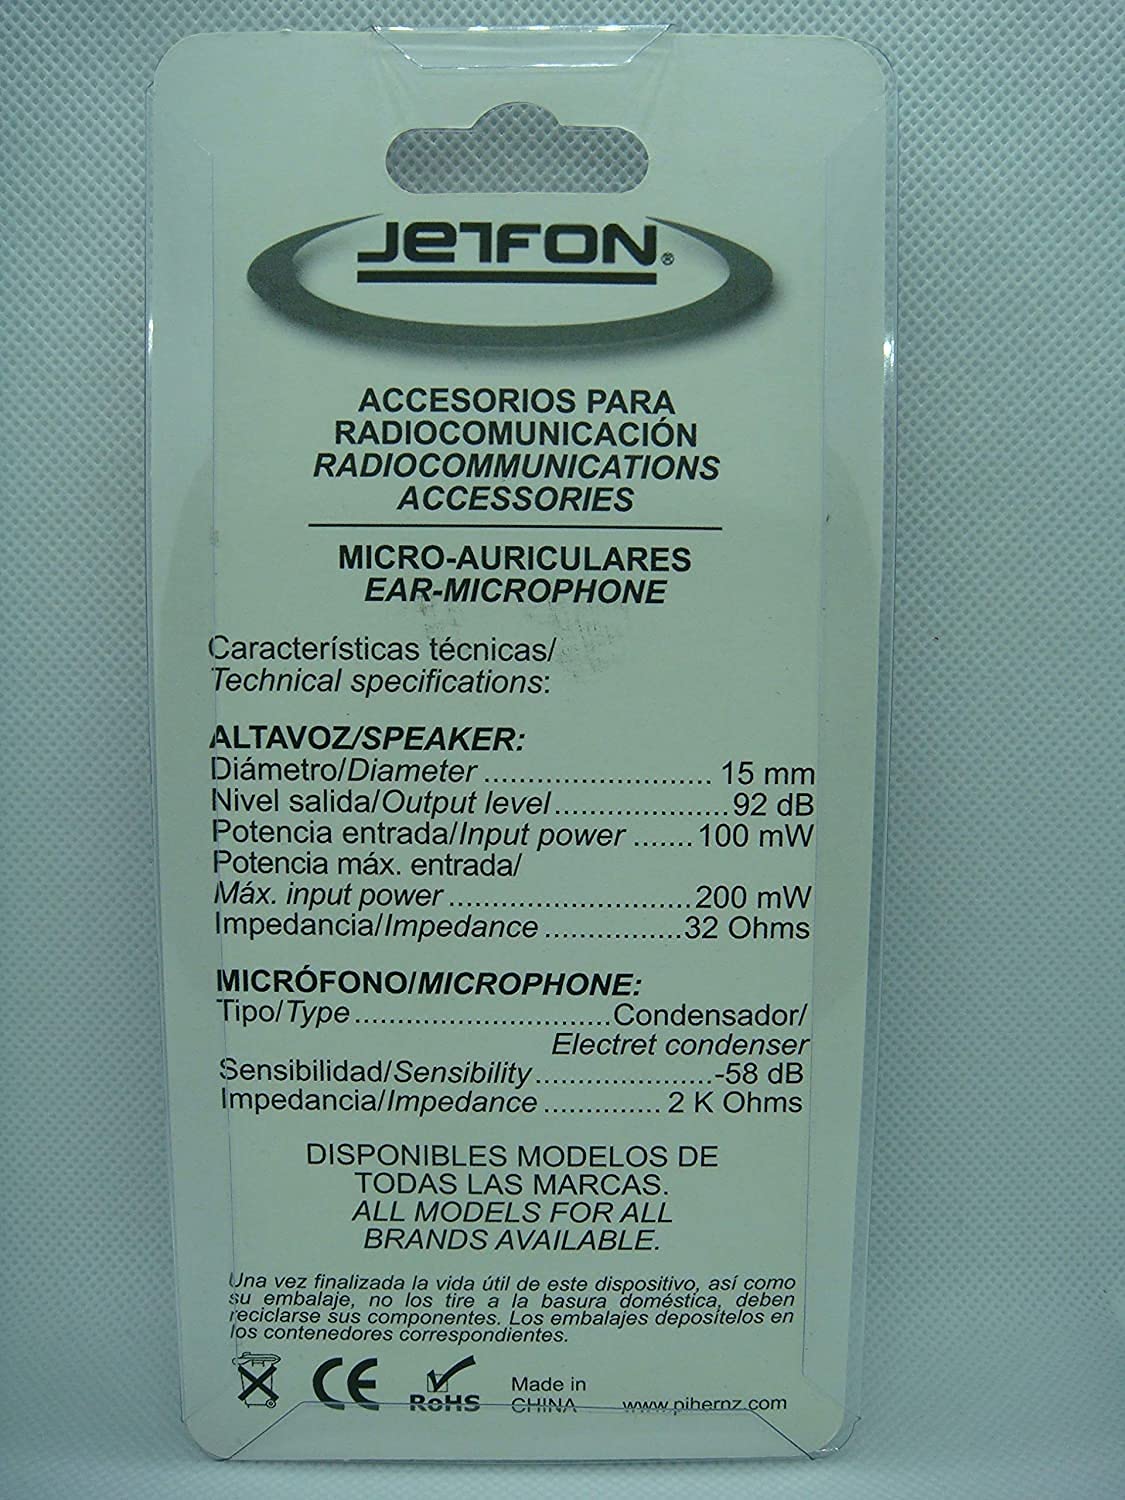 JETFON®
ACCESORIOS PARA
RADIOCOMUNICACIÓN
RADIOCOMMUNICATIONS
ACCESSORIES
MICRO-AURICULARES
EAR-MICROPHONE
Características técnicas/
Technical specifications:
ALTAVOZ/SPEAKER:
Diámetro/Diameter .......................... 15 mm
Nivel salida/Output level....................92 dB
Potencia entrada/Input power .......100 mW
Potencia máx. entrada/
Máx. input power ............................200 mW
Impedancia/Impedance ................32 Ohms
MICRÓFONO/MICROPHONE:
Tipo/Type..............................Condensador/
Electret condenser
Sensibilidad/Sensibility.....................-58 dB
Impedancia/Impedance .............. 2 K Ohms
DISPONIBLES MODELOS DE
TODAS LAS MARCAS.
ALL MODELS FOR ALL
BRANDS AVAILABLE.
Una vez finalizada la vida útil de este dispositivo, así como
su embalaje, no los tire a la basura doméstica, deben
reciclarse sus componentes. Los embalajes deposítelos en
los contenedores correspondientes.
CE
RoHS
Made in
CHINA
www.pihernz.com